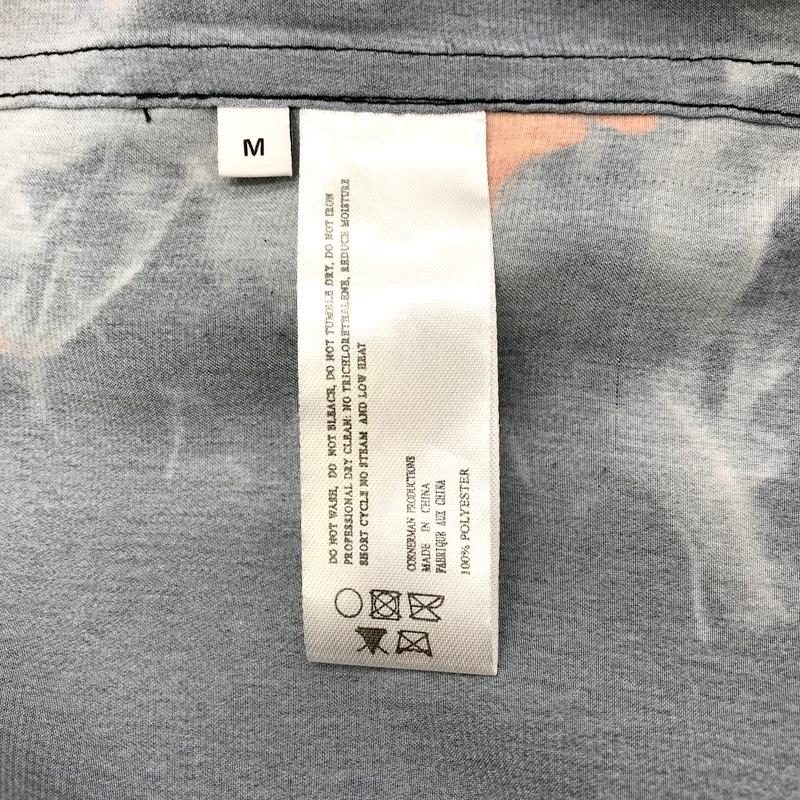 M
DO NOT WASH, DO NOT BLEACH, DO NOT TUMBLE DRY, DO NOT IRON
PROFESSIONAL DRY CLEAN: NO TRICHLORETHALENE, REDUCE MOISTURE
SHORT CYCLE NO STEAM AND LOW HEAT
CORNERMAN PRODUCTIONS
MADE IN CHINA
FABRIQUE AUX CHINA
100% POLYESTER